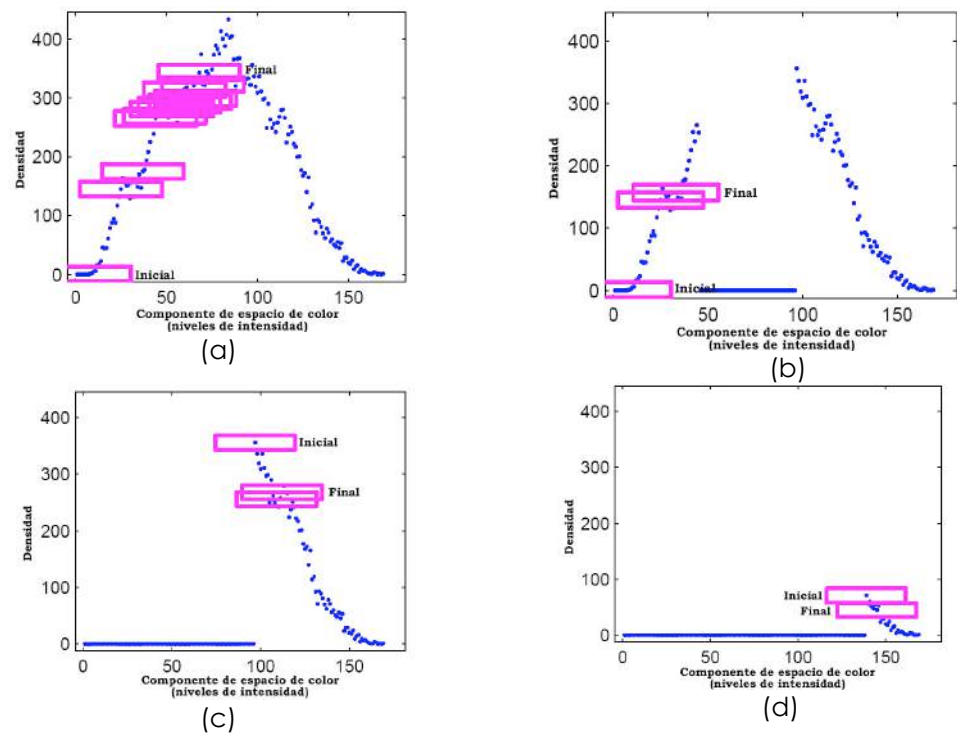 400
300
200
100
0
Densidad
Final
Inicial
0 50 100 150
Componente de espacio de color
(niveles de intensidad)
(a)
400
300
200
100
0
Densidad
Final
Inicial
0 50 100 150
Componente de espacio de color
(niveles de intensidad)
(b)
400
300
200
100
0
Densidad
Inicial
Final
0 50 100 150
Componente de espacio de color
(niveles de intensidad)
(c)
400
300
200
100
0
Densidad
Inicial
Final
0 50 100 150
Componente de espacio de color
(niveles de intensidad)
(d)